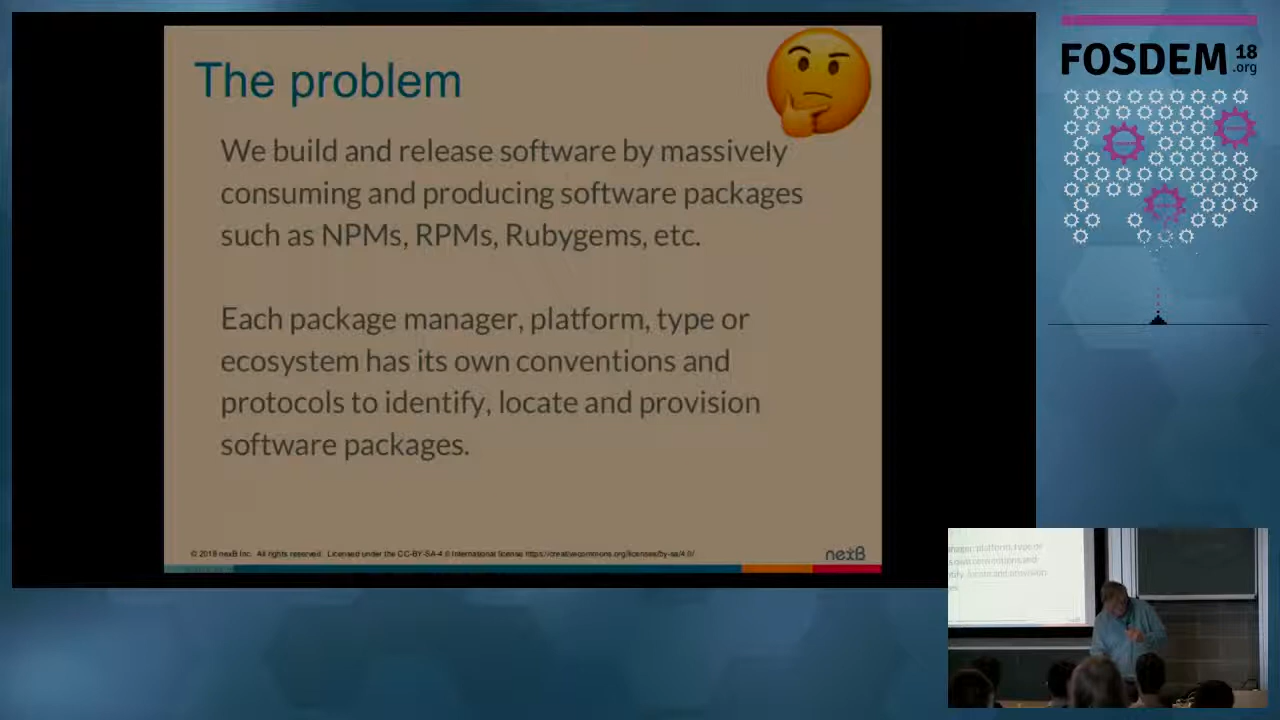 The problem
We build and release software by massively
consuming and producing software packages
such as NPMs, RPMs, Rubygems, etc.
Each package manager, platform, type or
ecosystem has its own conventions and
protocols to identify, locate and provision
software packages.
© 2018 nexB Inc. All rights reserved. Licensed under the CC-BY-SA-4.0 International license https://creativecommons.org/licenses/by-sa/4.0/
nexB
FOSDEM 18
.org